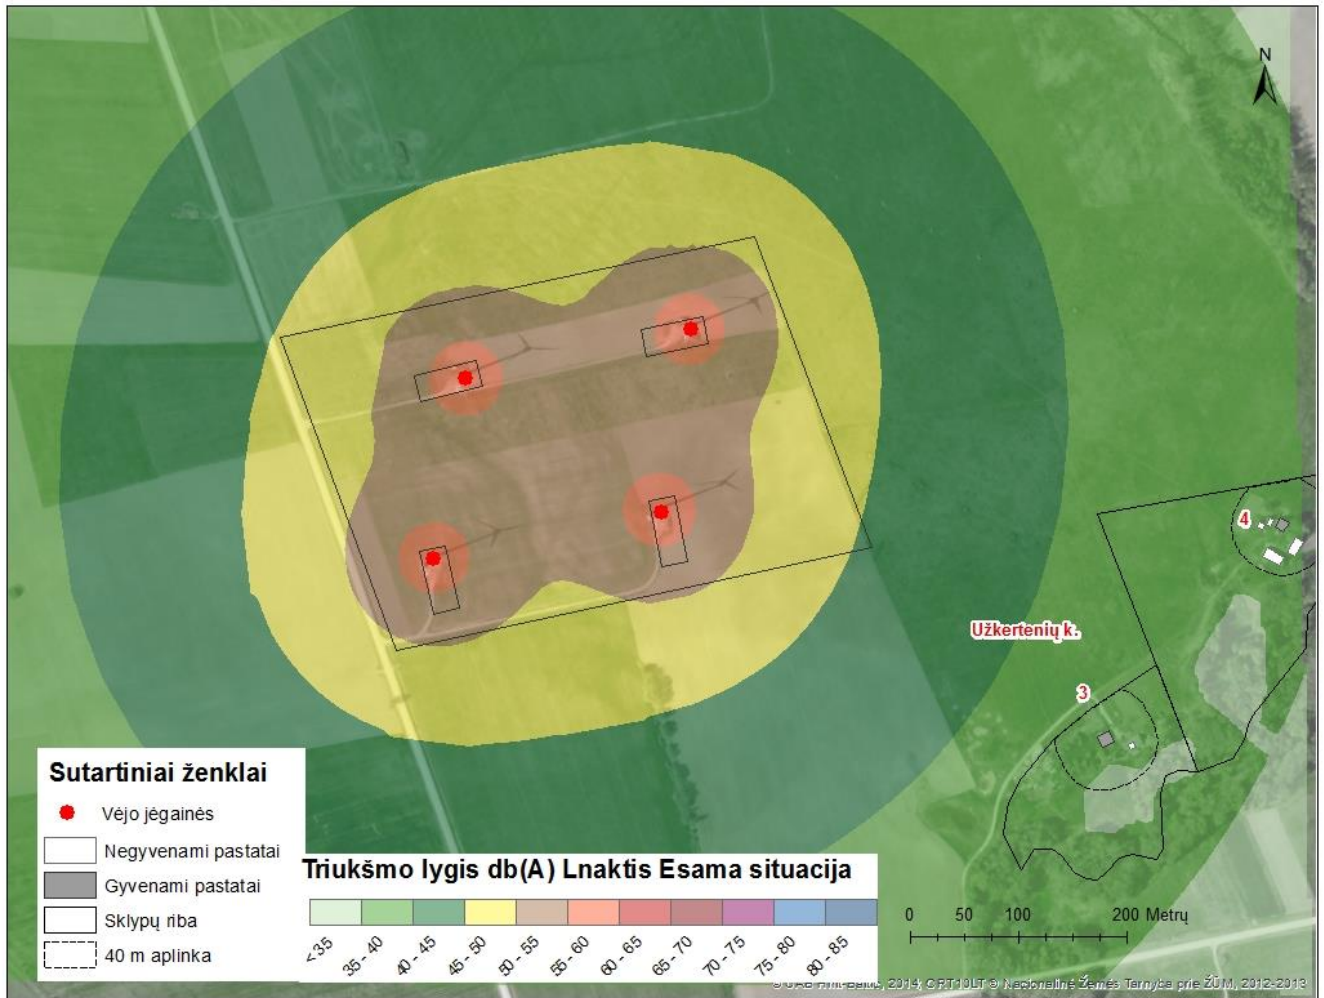 N
4
Užkertenių k.
3
Sutartiniai ženklai
Vėjo jėgainės
Negyvenami pastatai
Gyvenami pastatai
Sklypų riba
40 m aplinka
Triukšmo lygis db(A) Lnaktis Esama situacija
<35
35 - 40
40 - 45
45 - 50
50 - 55
55 - 60
60 - 65
65 - 70
70 - 75
75 - 80
80 - 85
0 50 100 200 Metrų
2014; ORT10LT © Nacionalinė Žemės Tarnyba prie ŽŪM, 2012-2013